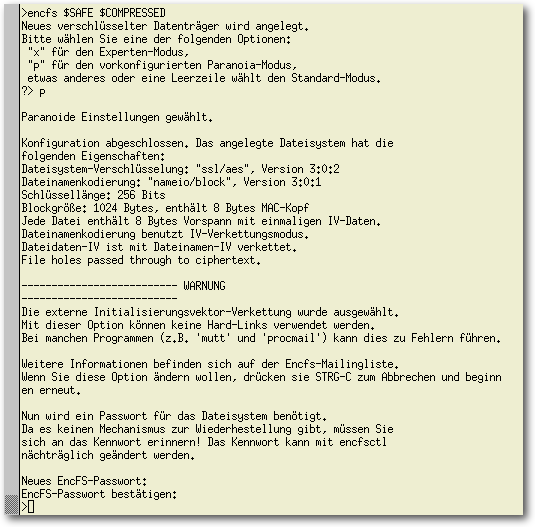 >encfs $SAFE $COMPRESSED
Neues verschlüsselter Datenträger wird angelegt.
Bitte wählen Sie eine der folgenden Optionen:
"x" für den Experten-Modus,
"p" für den vorkonfigurierten Paranoia-Modus,
etwas anderes oder eine Leerzeile wählt den Standard-Modus.
?> p
Paranoide Einstellungen gewählt.
Konfiguration abgeschlossen. Das angelegte Dateisystem hat die
folgenden Eigenschaften:
Dateisystem-Verschlüsselung: "ssl/aes", Version 3:0:2
Dateinamenkodierung: "nameio/block", Version 3:0:1
Schlüssellänge: 256 Bits
Blockgröße: 1024 Bytes, enthält 8 Bytes MAC-Kopf
Jede Datei enthält 8 Bytes Vorspann mit einmaligen IV-Daten.
Dateinamenkodierung benutzt IV-Verkettungsmodus.
Dateidaten-IV ist mit Dateinamen-IV verkettet.
File holes passed through to ciphertext.
-------------------------- WARNUNG
--------------------------
Die externe Initialisierungsvektor-Verkettung wurde ausgewählt.
Mit dieser Option können keine Hard-Links verwendet werden.
Bei manchen Programmen (z.B. 'mutt' und 'procmail') kann dies zu Fehlern führen.
Weitere Informationen befinden sich auf der Encfs-Mailingliste.
Wenn Sie diese Option ändern wollen, drücken sie STRG-C zum Abbrechen und beginn
en erneut.
Nun wird ein Passwort für das Dateisystem benötigt.
Da es keinen Mechanismus zur Wiederhestellung gibt, müssen Sie
sich an das Kennwort erinnern! Das Kennwort kann mit encfsctl
nächträglich geändert werden.
Neues EncFS-Passwort:
EncFS-Passwort bestätigen:
>